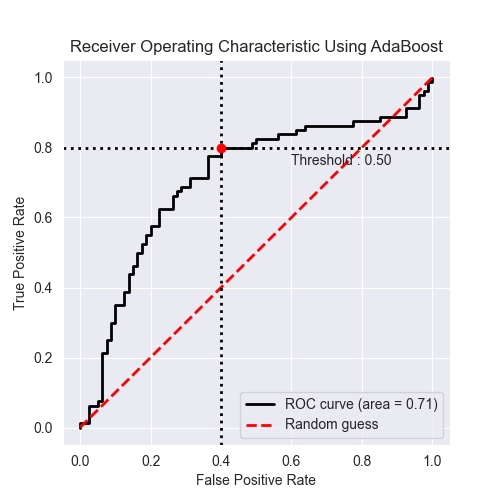 Receiver Operating Characteristic Using AdaBoost
1.0
0.8
0.6
0.4
0.2
0.0
True Positive Rate
Threshold : 0.50
ROC curve (area = 0.71)
Random guess
0.0 0.2 0.4 0.6 0.8 1.0
False Positive Rate